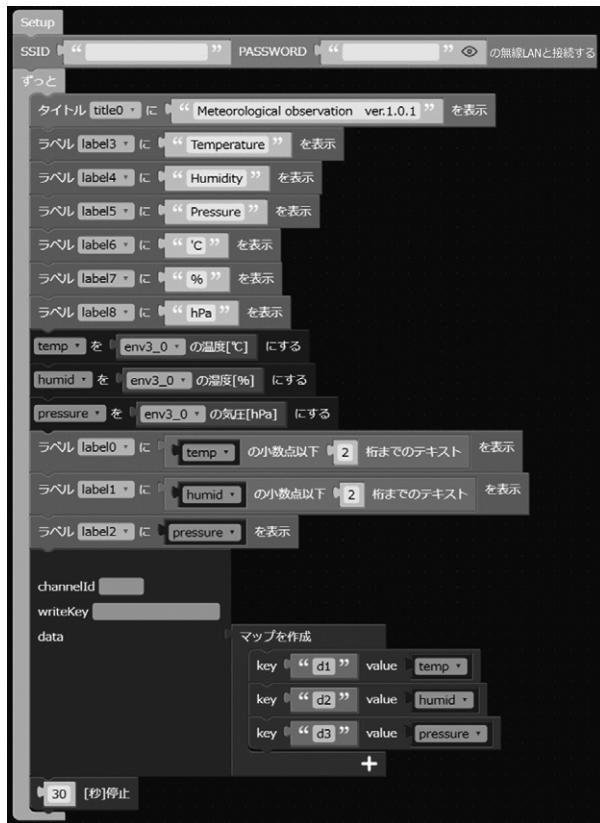 Setup
SSID “ ” PASSWORD “ ” の無線LANと接続する
ずっと
タイトル title0 に “ Meteorological observation ver.1.0.1 ” を表示
ラベル label3 に “ Temperature ” を表示
ラベル label4 に “ Humidity ” を表示
ラベル label5 に “ Pressure ” を表示
ラベル label6 に “ 'C ” を表示
ラベル label7 に “ % ” を表示
ラベル label8 に “ hPa ” を表示
temp を env3_0 の温度[℃] にする
humid を env3_0 の湿度[%] にする
pressure を env3_0 の気圧[hPa] にする
ラベル label0 に temp の小数点以下 2 桁までのテキスト を表示
ラベル label1 に humid の小数点以下 2 桁までのテキスト を表示
ラベル label2 に pressure を表示
channelId
writeKey
data マップを作成
key “ d1 ” value temp
key “ d2 ” value humid
key “ d3 ” value pressure
+
30 [秒]停止